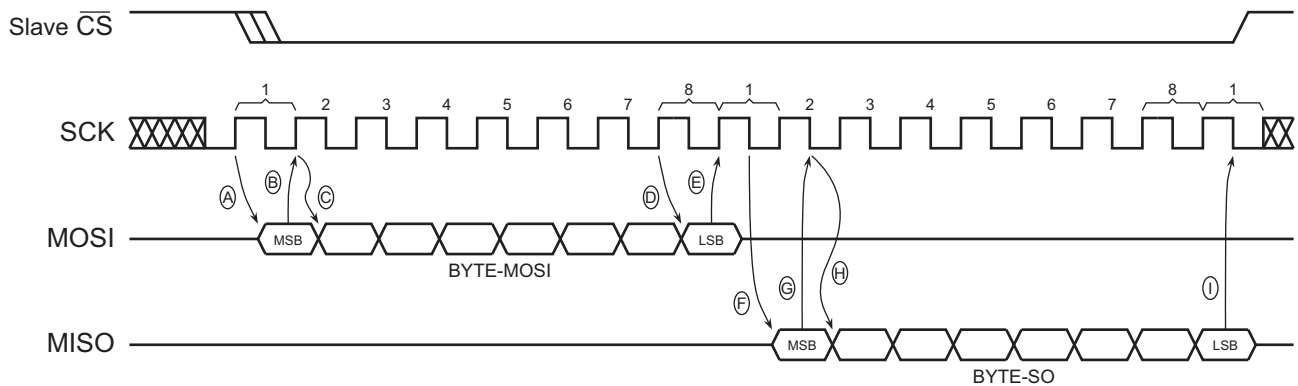 Slave C̅S̅
1 2 3 4 5 6 7 8 1 2 3 4 5 6 7 8 1
SCK
A B C D E
MOSI MSB LSB
BYTE-MOSI
F G H I
MISO MSB LSB
BYTE-SO